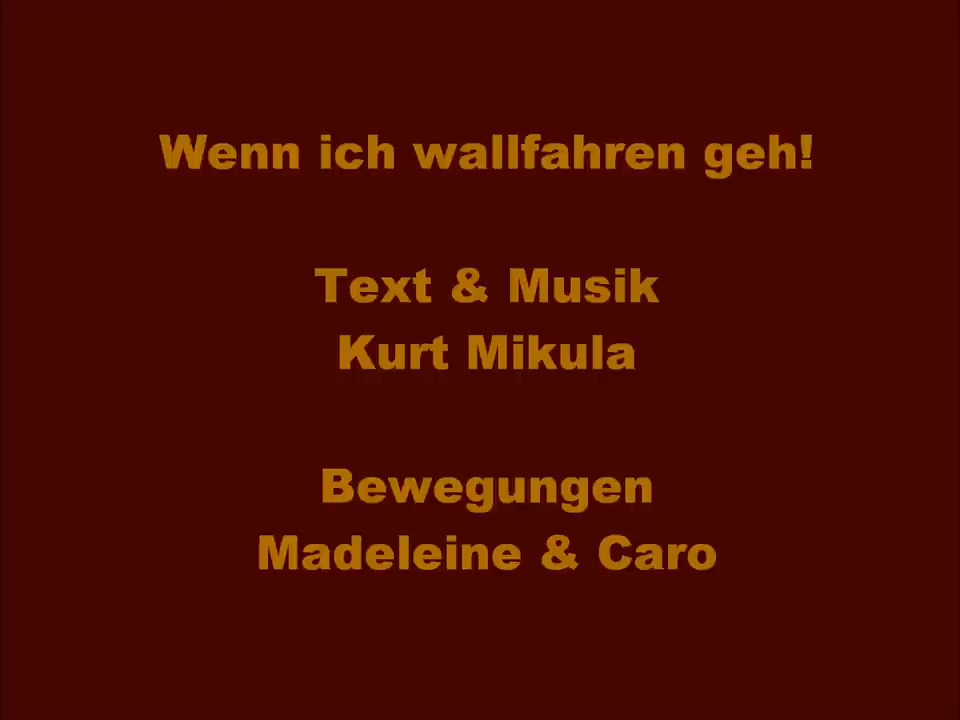 Wenn ich wallfahren geh!
Text & Musik
Kurt Mikula
Bewegungen
Madeleine & Caro